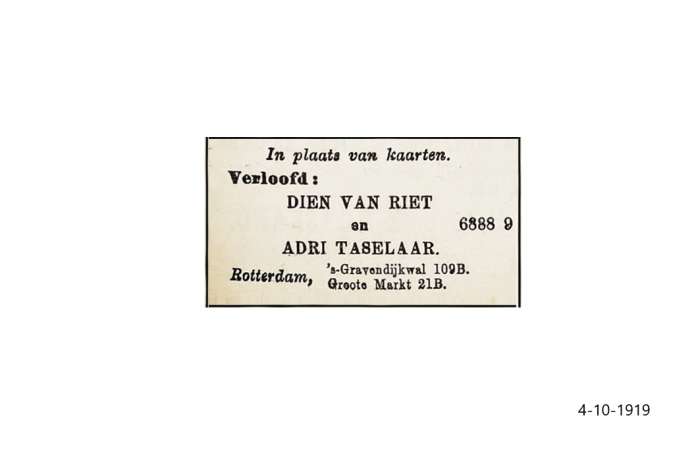 In plaats van kaarten.
Verloofd:
DIEN VAN RIET
en
6888 9
ADRI TASELAAR.
Rotterdam,
's-Gravendijkwal 109B.
Groote Markt 21B.
4-10-1919